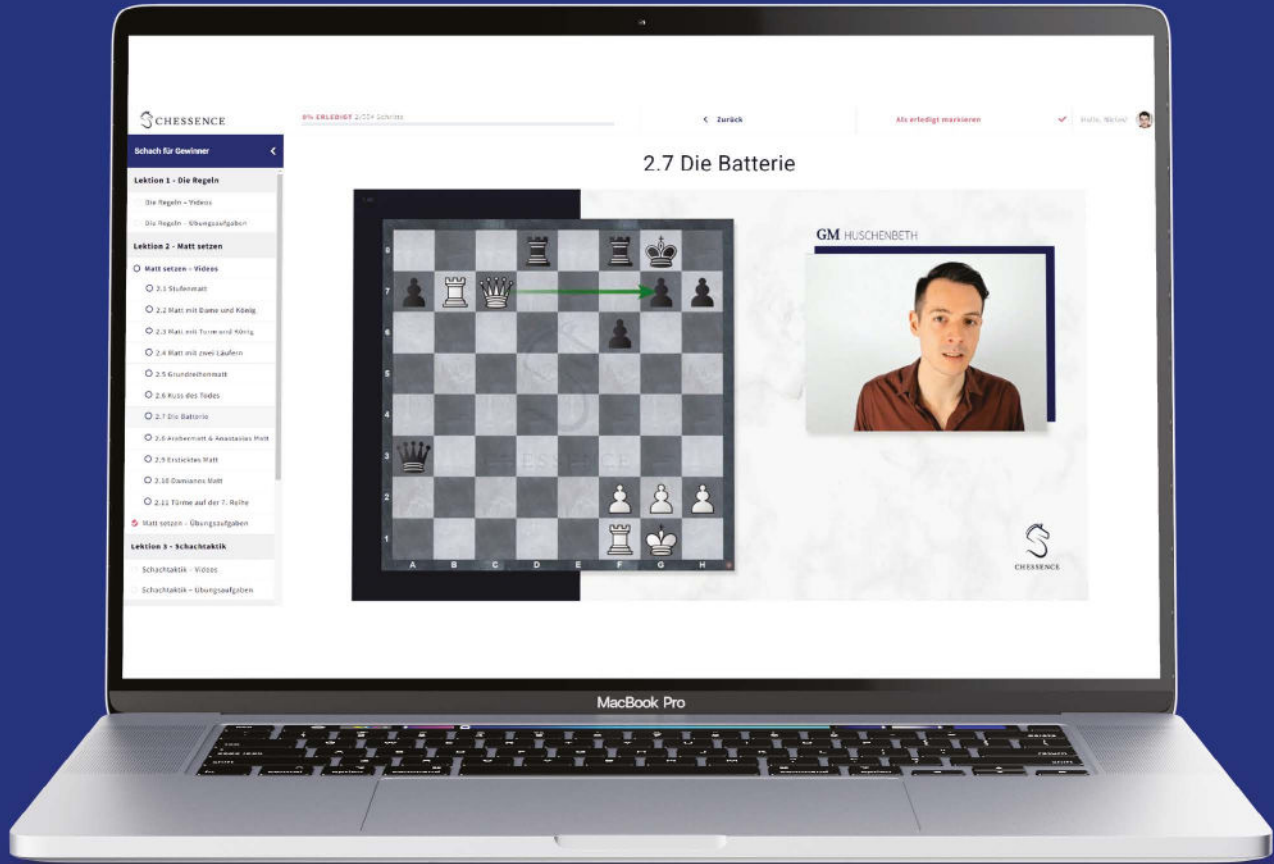 CHESSENCE
0% ERLEDIGT
Zurück
Als erledigt markieren
Schach für Gewinner
Lektion 1 - Die Regeln
Die Regeln - Videos
Die Regeln - Übungsaufgaben
Lektion 2 - Matt setzen
Matt setzen - Videos
2.1 Stufenmatt
2.2 Matt mit Dame und König
2.3 Matt mit Turm und König
2.4 Matt mit zwei Läufern
2.5 Grundreihenmatt
2.6 Kuss des Todes
2.7 Die Batterie
2.8 Arabermatt & Anastasias Matt
2.9 Ersticktes Matt
2.10 Damianos Matt
2.11 Türme auf der 7. Reihe
Matt setzen - Übungsaufgaben
Lektion 3 - Schachtaktik
Schachtaktik - Videos
Schachtaktik - Übungsaufgaben
2.7 Die Batterie
8
7
6
5
4
3
2
1
A B C D E F G H
CHESSENCE
GM HUSCHENBETH
CHESSENCE
MacBook Pro